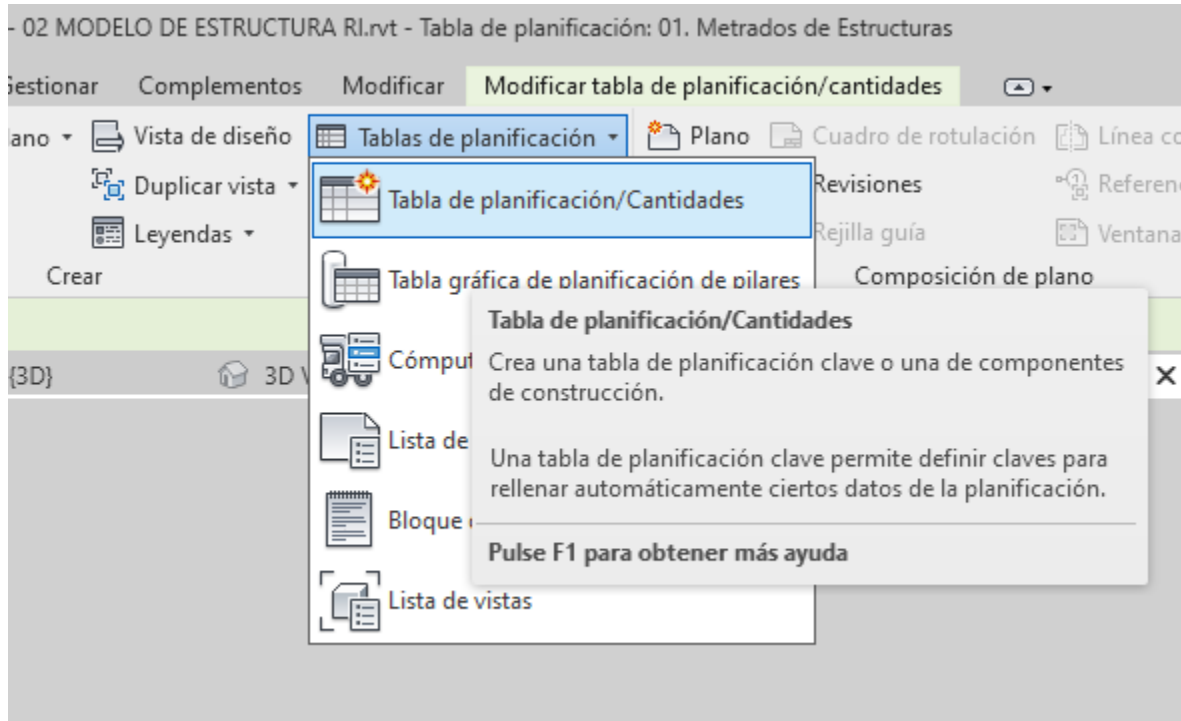 - 02 MODELO DE ESTRUCTURA RI.rvt - Tabla de planificación: 01. Metrados de Estructuras
Gestionar Complementos Modificar Modificar tabla de planificación/cantidades
Vista de diseño Tablas de planificación Plano Cuadro de rotulación Línea
Duplicar vista Tabla de planificación/Cantidades Revisiones
Leyendas Rejilla guía Ventana
Crear Tabla gráfica de planificación de pilares Composición de plano
Tabla de planificación/Cantidades
Crea una tabla de planificación clave o una de componentes
de construcción.
Una tabla de planificación clave permite definir claves para
rellenar automáticamente ciertos datos de la planificación.
Pulse F1 para obtener más ayuda
{3D} 3D
Lista de
Bloque
Lista de vistas